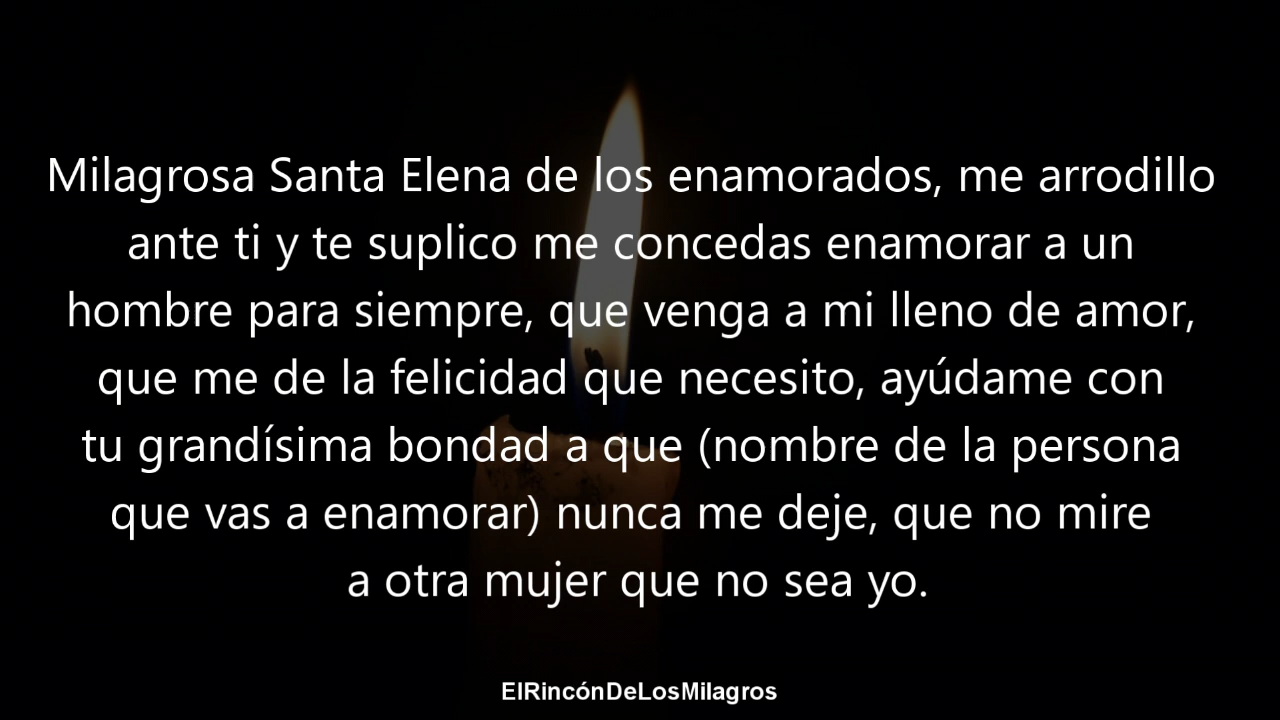 Milagrosa Santa Elena de los enamorados, me arrodillo
ante ti y te suplico me concedas enamorar a un
hombre para siempre, que venga a mi lleno de amor,
que me de la felicidad que necesito, ayúdame con
tu grandísima bondad a que (nombre de la persona
que vas a enamorar) nunca me deje, que no mire
a otra mujer que no sea yo.
ElRincónDeLosMilagros